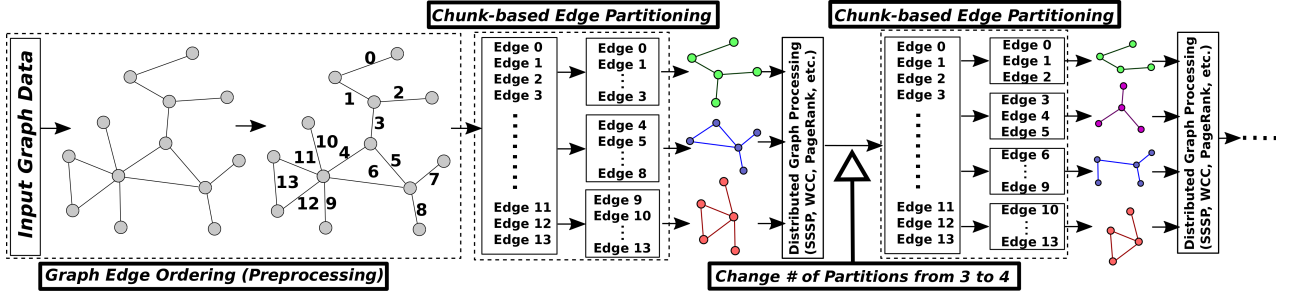 Chunk-based Edge Partitioning
Chunk-based Edge Partitioning
Input Graph Data
0
1
2
3
10
11
4
5
6
7
13
12
9
8
Graph Edge Ordering (Preprocessing)
Edge 0
Edge 1
Edge 2
Edge 3
Edge 11
Edge 12
Edge 13
Edge 0
Edge 1
Edge 3
Edge 4
Edge 5
Edge 8
Edge 9
Edge 10
Edge 13
Distributed Graph Processing
(SSSP, WCC, PageRank, etc.)
Change # of Partitions from 3 to 4
Edge 0
Edge 1
Edge 2
Edge 3
Edge 11
Edge 12
Edge 13
Edge 0
Edge 1
Edge 2
Edge 3
Edge 4
Edge 5
Edge 6
Edge 9
Edge 10
Edge 13
Distributed Graph Processing
(SSSP, WCC, PageRank, etc.)